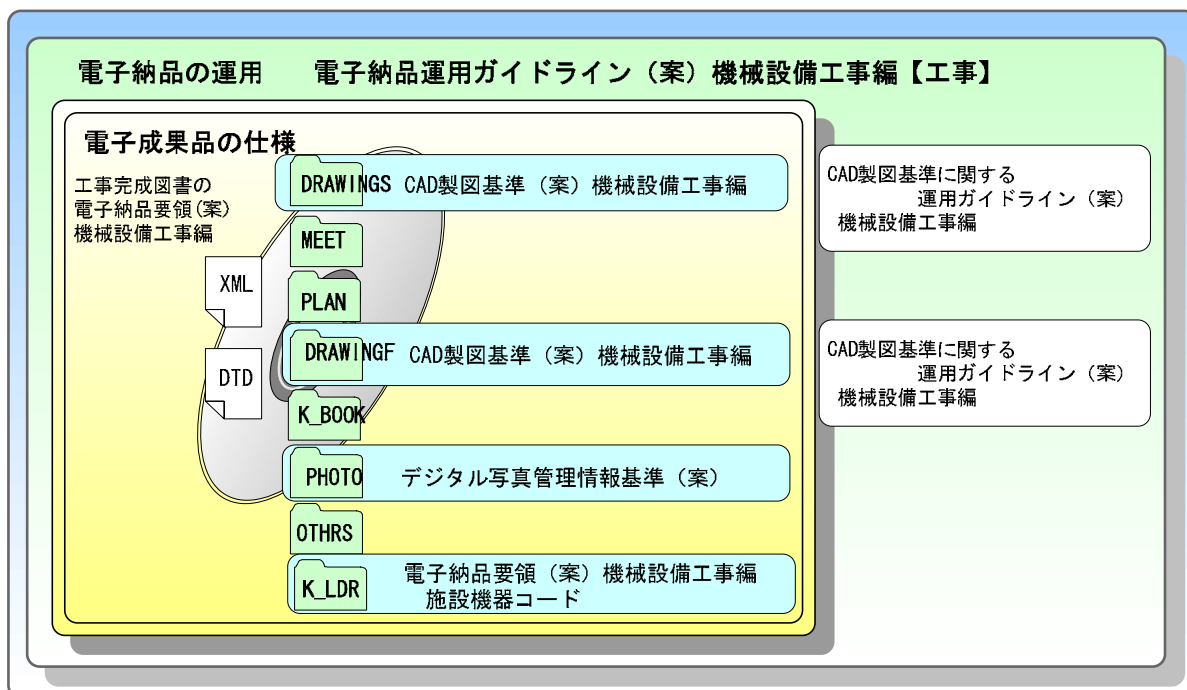 電子納品の運用　　電子納品運用ガイドライン（案）機械設備工事編【工事】
電子成果品の仕様
工事完成図書の
電子納品要領(案)
機械設備工事編
XML
DTD
DRAWINGS CAD製図基準（案）機械設備工事編
MEET
PLAN
DRAWINGF CAD製図基準（案）機械設備工事編
K_BOOK
PHOTO デジタル写真管理情報基準（案）
OTHRS
K_LDR
電子納品要領（案）機械設備工事編
施設機器コード
CAD製図基準に関する
運用ガイドライン（案）
機械設備工事編
CAD製図基準に関する
運用ガイドライン（案）
機械設備工事編